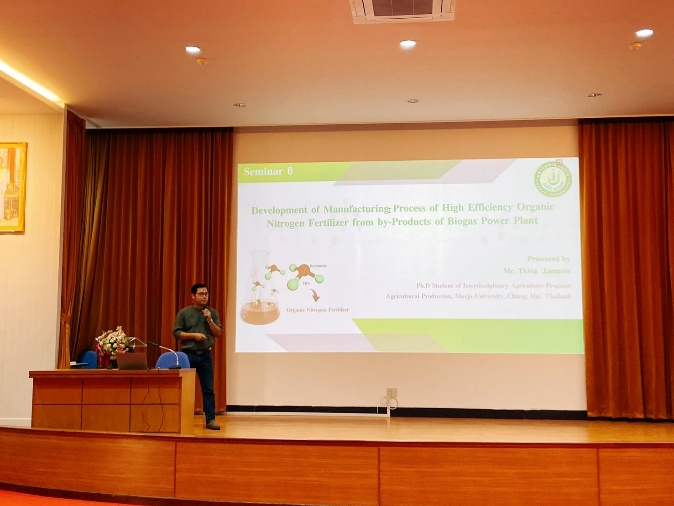 Seminar 6
Development of Manufacturing Process of High Efficiency Organic
Nitrogen Fertilizer from by-Products of Biogas Power Plant
Presented by
Mr. Thiva
Ph.D Student of Interdisciplinary Agriculture Program
Agricultural Production, Maejo University, Chiang Mai, Thailand
NH₃
Organic Nitrogen Fertilizer